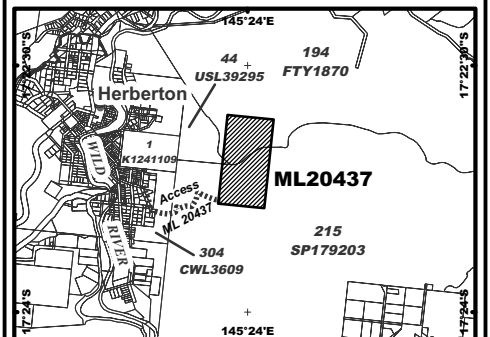 145°24'E
17°22'30"S
44
USL39295
194
FTY1870
17°22'30"S
Herberton
1
K1241109
WILD
RIVER
Access
ML 20437
ML20437
304
CWL3609
215
SP179203
17°24'S
145°24'E
17°24'S